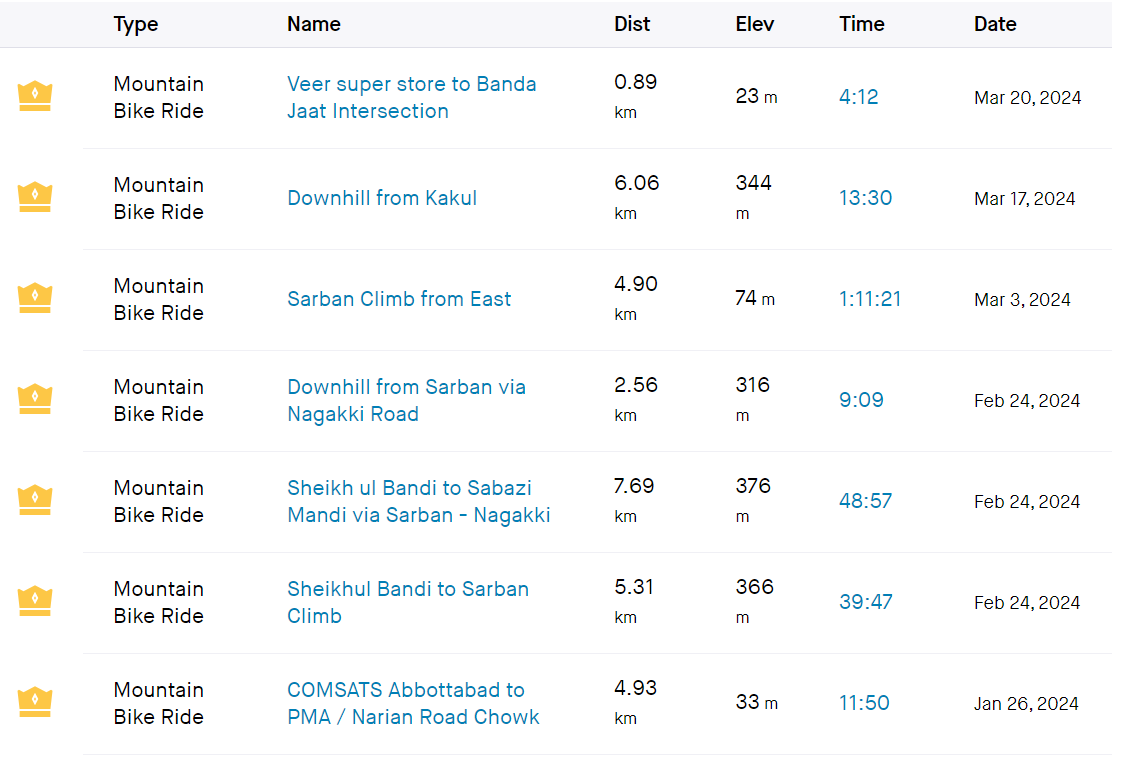 Type Name Dist Elev Time Date
Mountain Bike Ride Veer super store to Banda Jaat Intersection 0.89 km 23 m 4:12 Mar 20, 2024
Mountain Bike Ride Downhill from Kakul 6.06 km 344 m 13:30 Mar 17, 2024
Mountain Bike Ride Sarban Climb from East 4.90 km 74 m 1:11:21 Mar 3, 2024
Mountain Bike Ride Downhill from Sarban via Nagakki Road 2.56 km 316 m 9:09 Feb 24, 2024
Mountain Bike Ride Sheikh ul Bandi to Sabazi Mandi via Sarban - Nagakki 7.69 km 376 m 48:57 Feb 24, 2024
Mountain Bike Ride Sheikhul Bandi to Sarban Climb 5.31 km 366 m 39:47 Feb 24, 2024
Mountain Bike Ride COMSATS Abbottabad to PMA / Narian Road Chowk 4.93 km 33 m 11:50 Jan 26, 2024